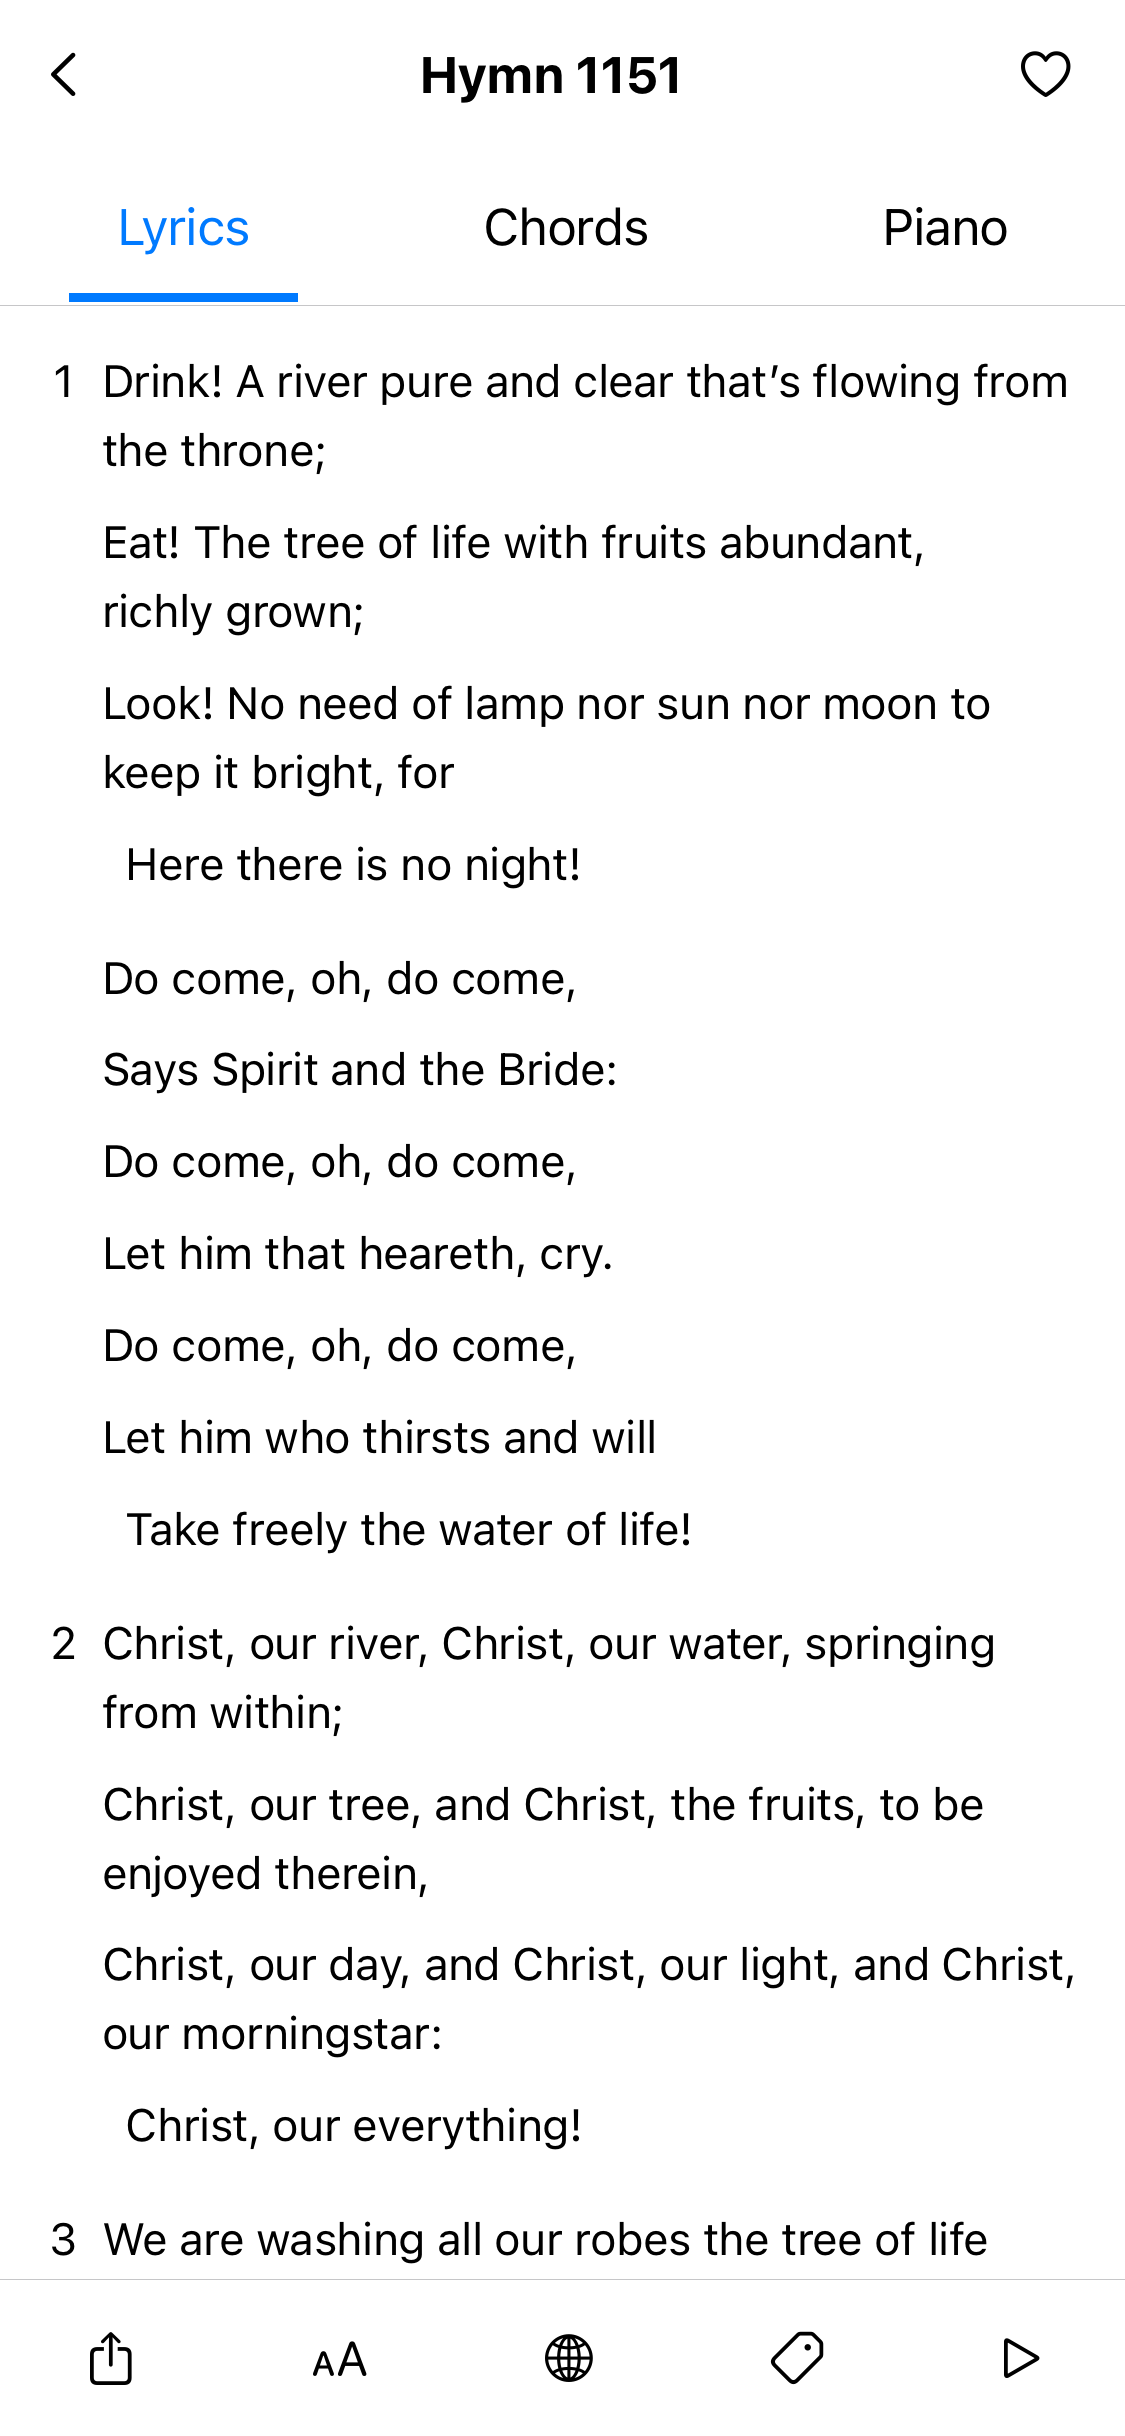 Hymn 1151
Lyrics
Chords
Piano
1 Drink! A river pure and clear that’s flowing from
the throne;
Eat! The tree of life with fruits abundant,
richly grown;
Look! No need of lamp nor sun nor moon to
keep it bright, for
Here there is no night!
Do come, oh, do come,
Says Spirit and the Bride:
Do come, oh, do come,
Let him that heareth, cry.
Do come, oh, do come,
Let him who thirsts and will
Take freely the water of life!
2 Christ, our river, Christ, our water, springing
from within;
Christ, our tree, and Christ, the fruits, to be
enjoyed therein,
Christ, our day, and Christ, our light, and Christ,
our morningstar:
Christ, our everything!
3 We are washing all our robes the tree of life
AA